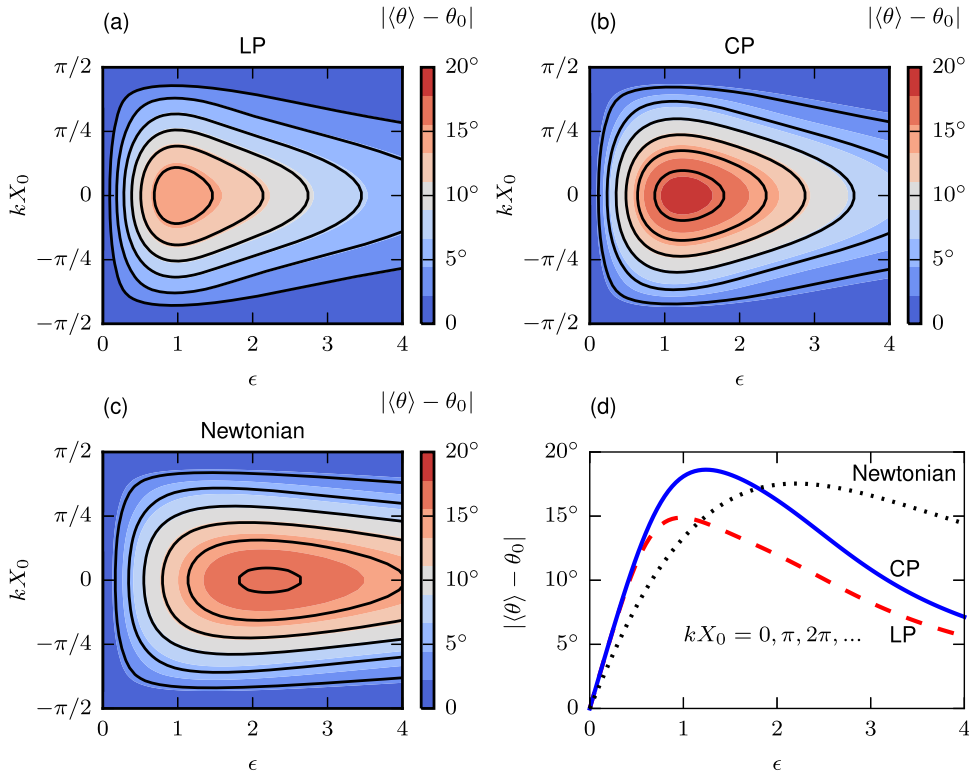 (a)
|⟨θ⟩ − θ₀|
LP
π/2
π/4
0
−π/4
−π/2
kX₀
0 1 2 3 4
ϵ
20°
15°
10°
5°
0
(b)
|⟨θ⟩ − θ₀|
CP
π/2
π/4
0
−π/4
−π/2
kX₀
0 1 2 3 4
ϵ
20°
15°
10°
5°
0
(c)
|⟨θ⟩ − θ₀|
Newtonian
π/2
π/4
0
−π/4
−π/2
kX₀
0 1 2 3 4
ϵ
20°
15°
10°
5°
0
(d)
20°
15°
10°
5°
0
|⟨θ⟩ − θ₀|
Newtonian
CP
LP
kX₀ = 0, π, 2π, ...
0 1 2 3 4
ϵ